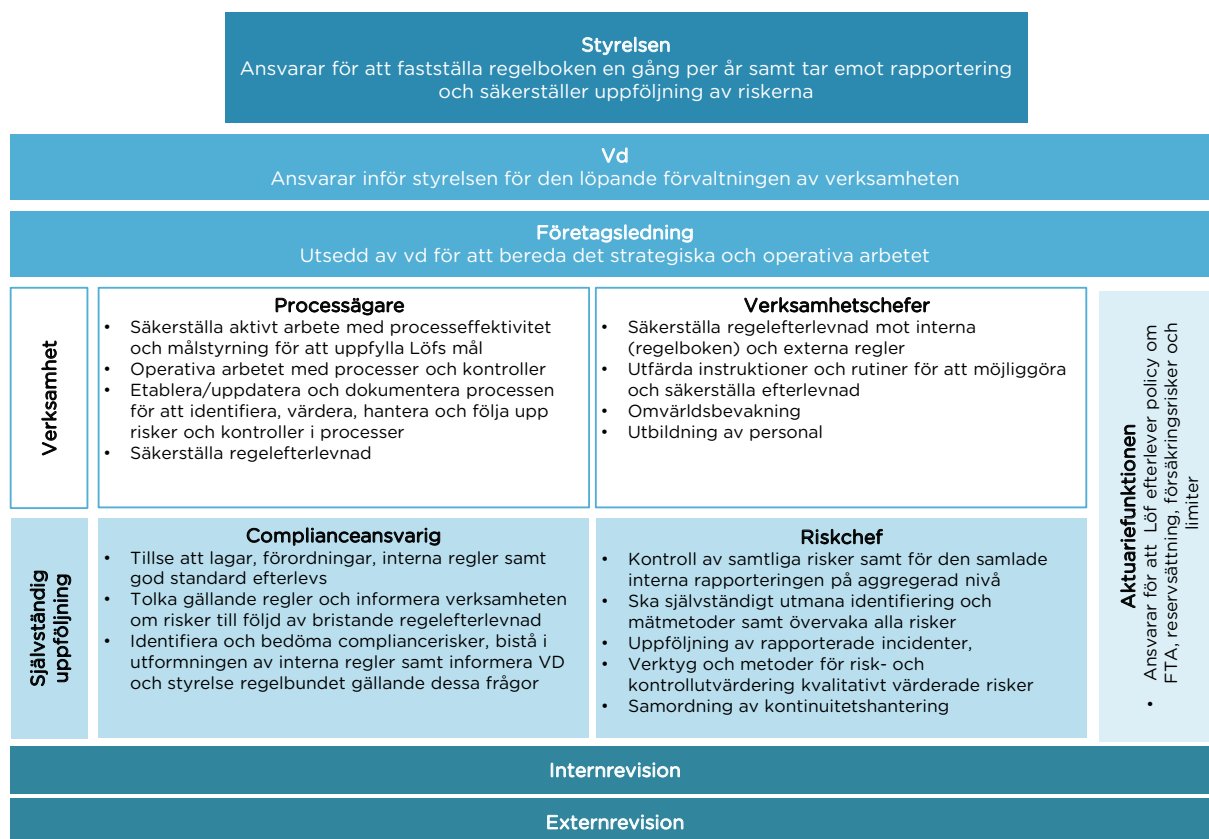 Styrelsen
Ansvarar för att fastställa regelboken en gång per år samt tar emot rapportering
och säkerställer uppföljning av riskerna
Vd
Ansvarar inför styrelsen för den löpande förvaltningen av verksamheten
Företagsledning
Utsedd av vd för att bereda det strategiska och operativa arbetet
Verksamhet
Processägare
• Säkerställa aktivt arbete med processeffektivitet
och målstyrning för att uppfylla Löfs mål
• Operativa arbetet med processer och kontroller
• Etablera/uppdatera och dokumentera processen
för att identifiera, värdera, hantera och följa upp
risker och kontroller i processer
• Säkerställa regelefterlevnad
Verksamhetschefer
• Säkerställa regelefterlevnad mot interna
(regelboken) och externa regler
• Utfärda instruktioner och rutiner för att möjliggöra
och säkerställa efterlevnad
• Omvärldsbevakning
• Utbildning av personal
Självständig
uppföljning
Complianceansvarig
• Tillse att lagar, förordningar, interna regler samt
god standard efterlevs
• Tolka gällande regler och informera verksamheten
om risker till följd av bristande regelefterlevnad
• Identifiera och bedöma compliancerisker, bistå i
utformningen av interna regler samt informera VD
och styrelse regelbundet gällande dessa frågor
Riskchef
• Kontroll av samtliga risker samt för den samlade
interna rapporteringen på aggregerad nivå
• Ska självständigt utmana identifiering och
mätmetoder samt övervaka alla risker
• Uppföljning av rapporterade incidenter,
• Verktyg och metoder för risk- och
kontrollutvärdering kvalitativt värderade risker
• Samordning av kontinuitetshantering
Aktuariefunktionen
• Ansvarar för att Löf efterlever policy om
FTA, reservsättning, försäkringsrisker och
limiter
Internrevision
Externrevision